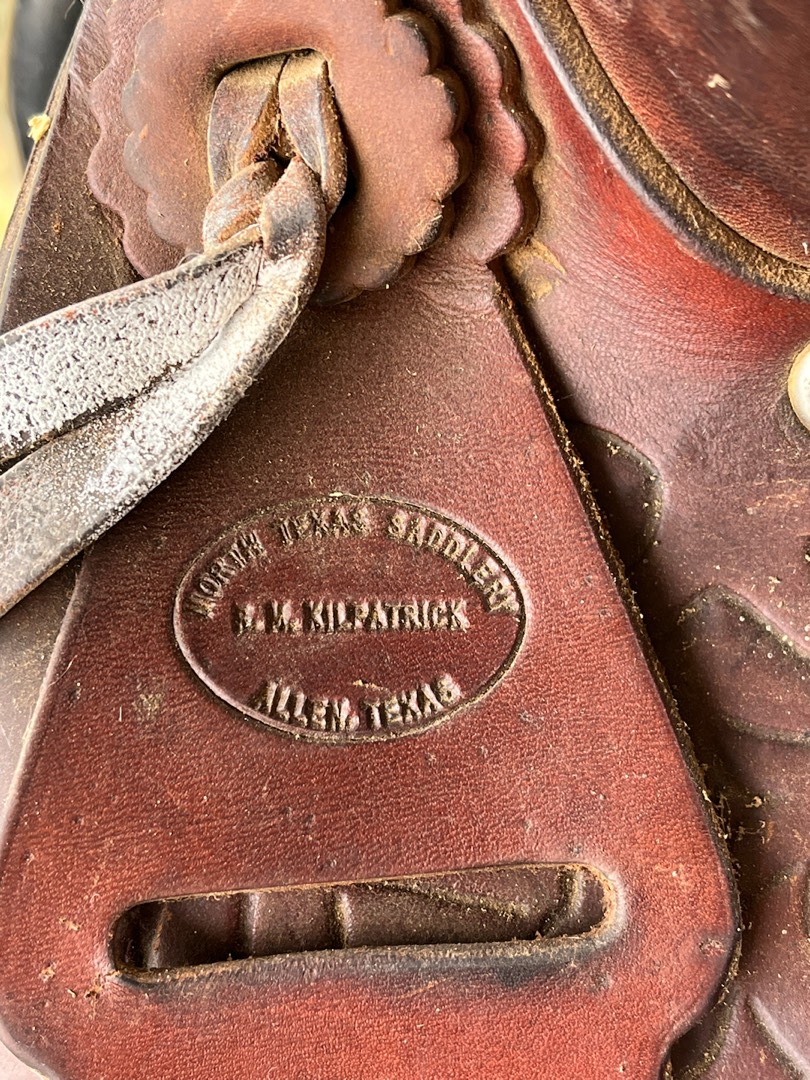 NORTH TEXAS SADDLERY
M. KILPATRICK
ALLEN, TEXAS